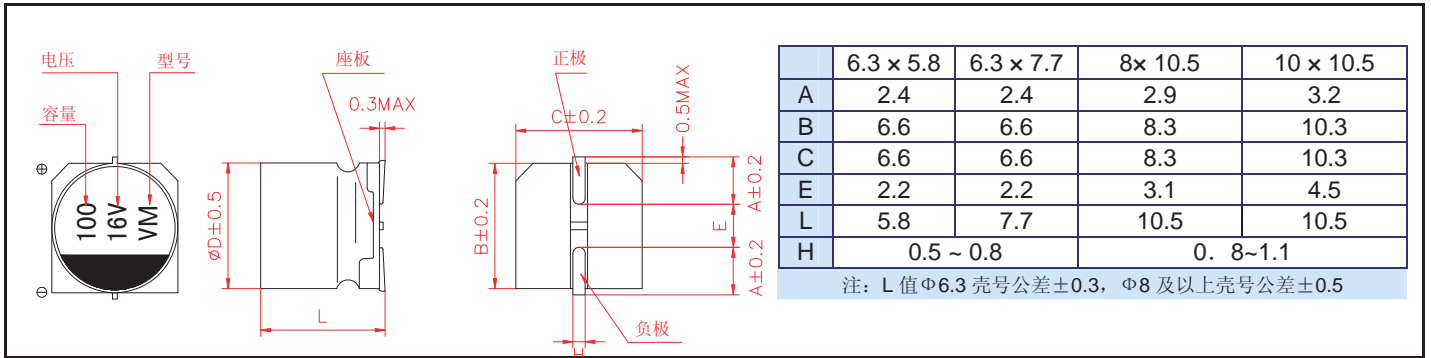 电压 型号
容量
100
16V
VM
⊕
⊖
座板
0.3MAX
ØD±0.5
L
正极
C±0.2
0.5MAX
B±0.2
A±0.2
E
A±0.2
负极
H
6.3 × 5.8 6.3 × 7.7 8× 10.5 10 × 10.5
A 2.4 2.4 2.9 3.2
B 6.6 6.6 8.3 10.3
C 6.6 6.6 8.3 10.3
E 2.2 2.2 3.1 4.5
L 5.8 7.7 10.5 10.5
H 0.5 ~ 0.8 0. 8~1.1
注: L 值Φ6.3 壳号公差±0.3, Φ8 及以上壳号公差±0.5